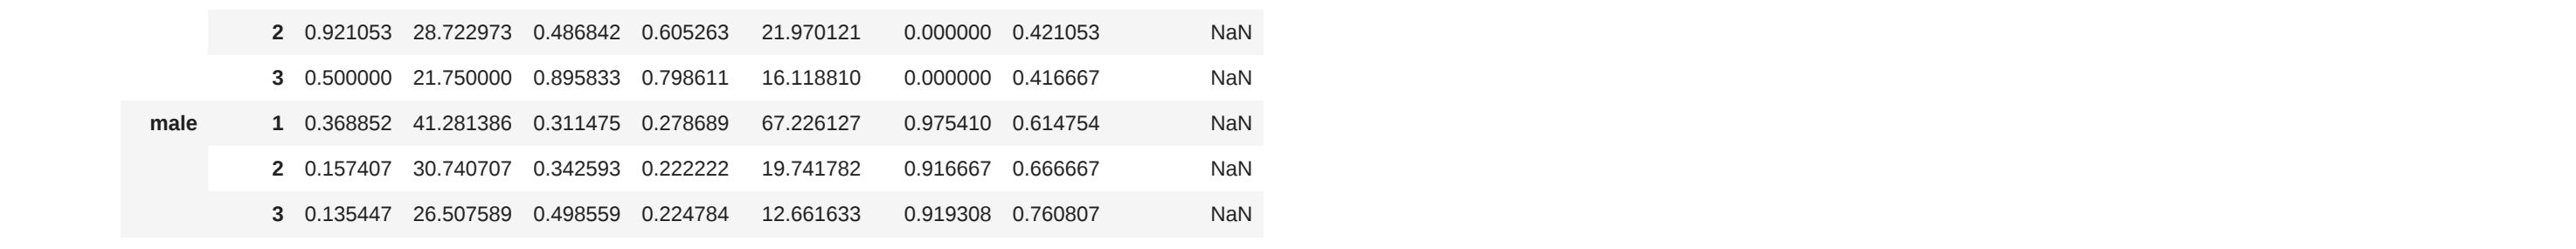 2 0.921053 28.722973 0.486842 0.605263 21.970121 0.000000 0.421053 NaN
3 0.500000 21.750000 0.895833 0.798611 16.118810 0.000000 0.416667 NaN
male 1 0.368852 41.281386 0.311475 0.278689 67.226127 0.975410 0.614754 NaN
2 0.157407 30.740707 0.342593 0.222222 19.741782 0.916667 0.666667 NaN
3 0.135447 26.507589 0.498559 0.224784 12.661633 0.919308 0.760807 NaN